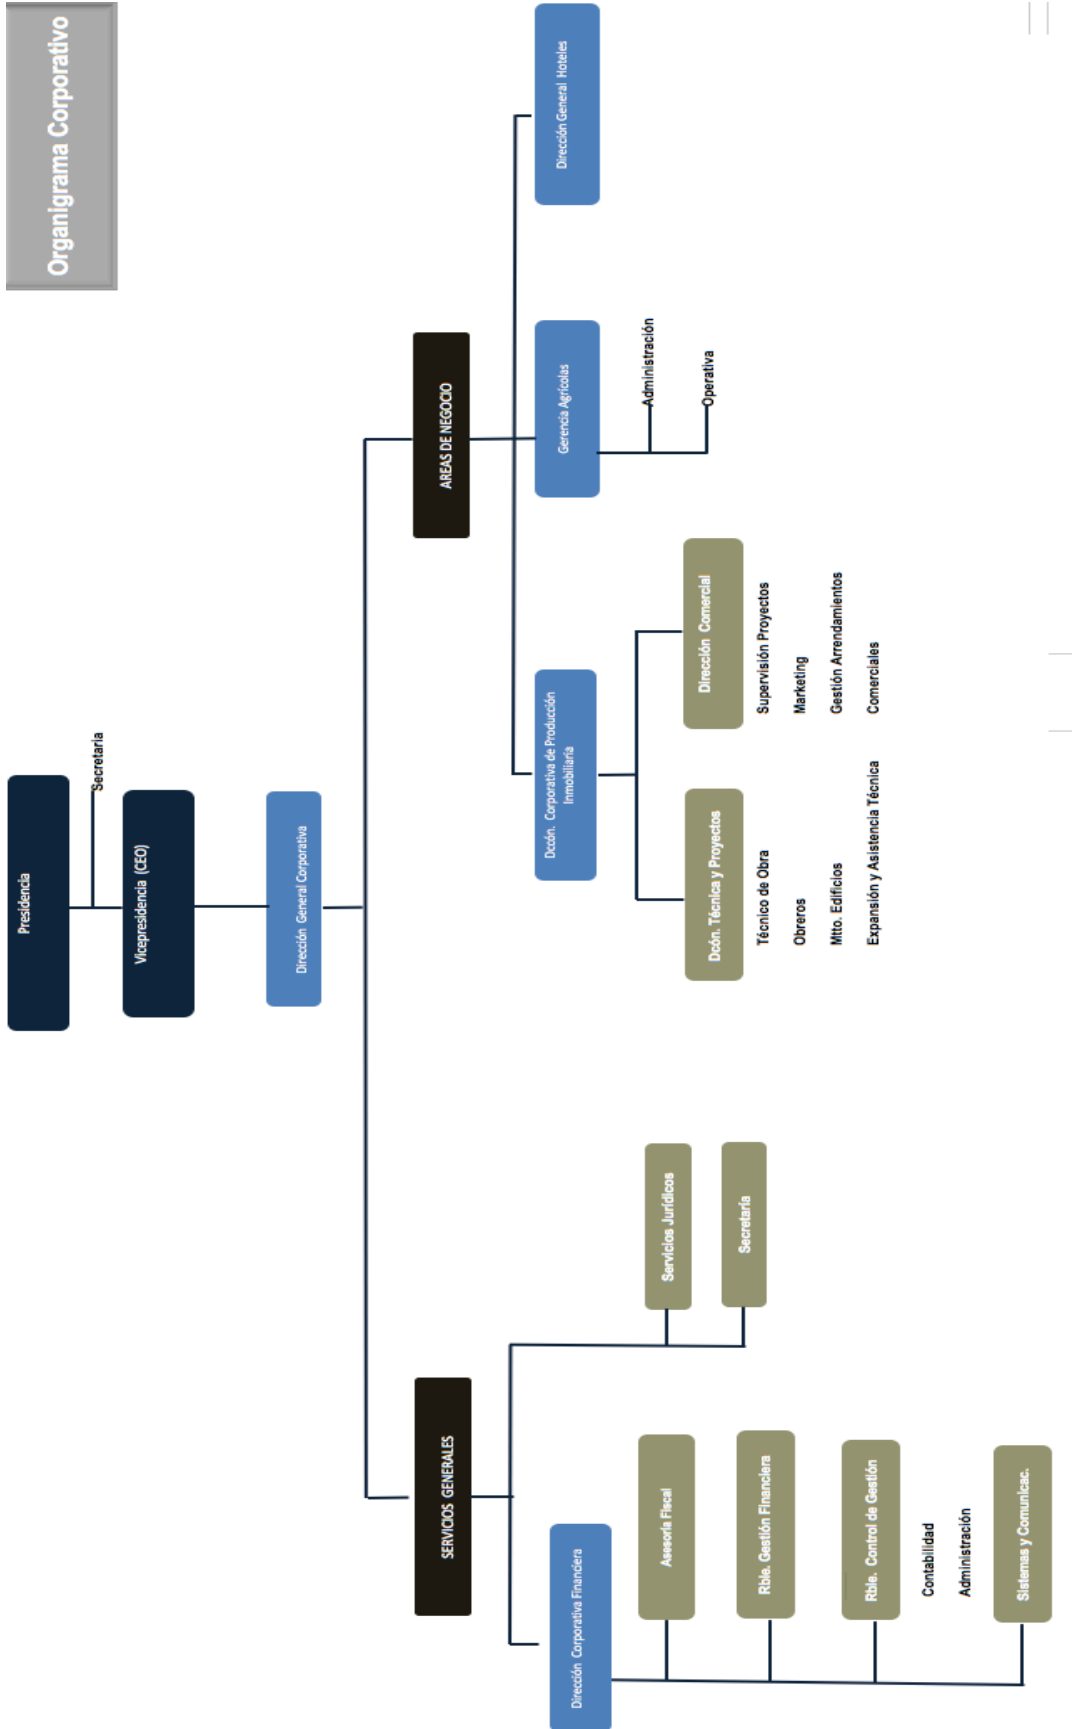 Organigrama Corporativo
Presidencia
Secretaria
Vicepresidencia (CEO)
Dirección General Corporativa
SERVICIOS GENERALES
AREAS DE NEGOCIO
Dirección Corporativa Financiera
Asesoría Fiscal
Rble. Gestión Financiera
Rble. Control de Gestión
Contabilidad
Administración
Sistemas y Comunicac.
Servicios Jurídicos
Secretaría
Dccón. Corporativa de Producción
Inmobiliaria
Dcón. Técnica y Proyectos
Técnico de Obra
Obreros
Mtto. Edificios
Expansión y Asistencia Técnica
Dirección Comercial
Supervisión Proyectos
Marketing
Gestión Arrendamientos
Comerciales
Gerencia Agrícolas
Administración
Operativa
Dirección General Hoteles